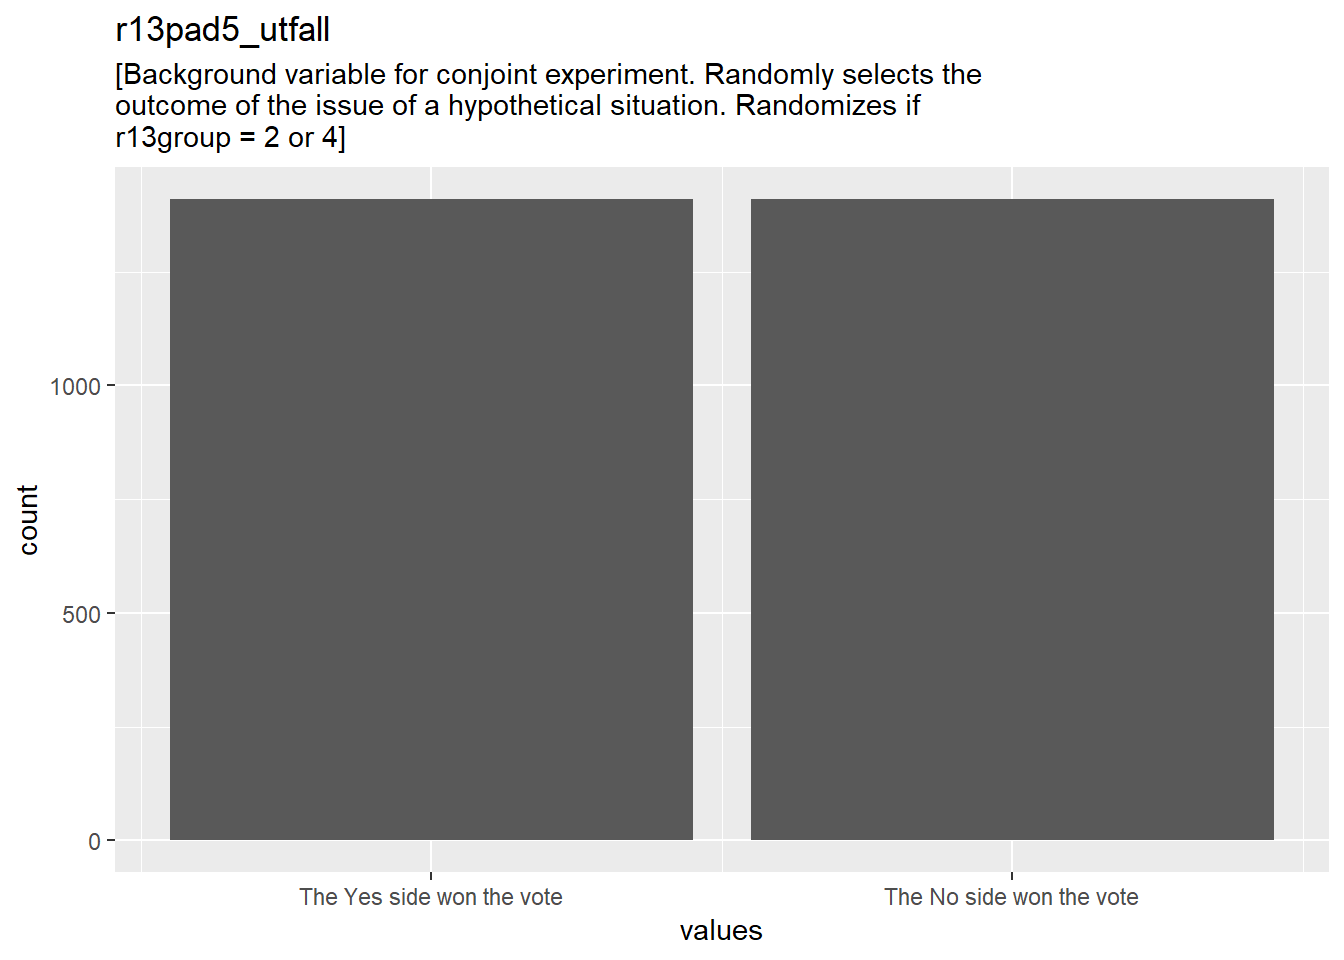 r13pad5_utfall
[Background variable for conjoint experiment. Randomly selects the
outcome of the issue of a hypothetical situation. Randomizes if
r13group = 2 or 4]
1000
500
0
count
The Yes side won the vote
The No side won the vote
values